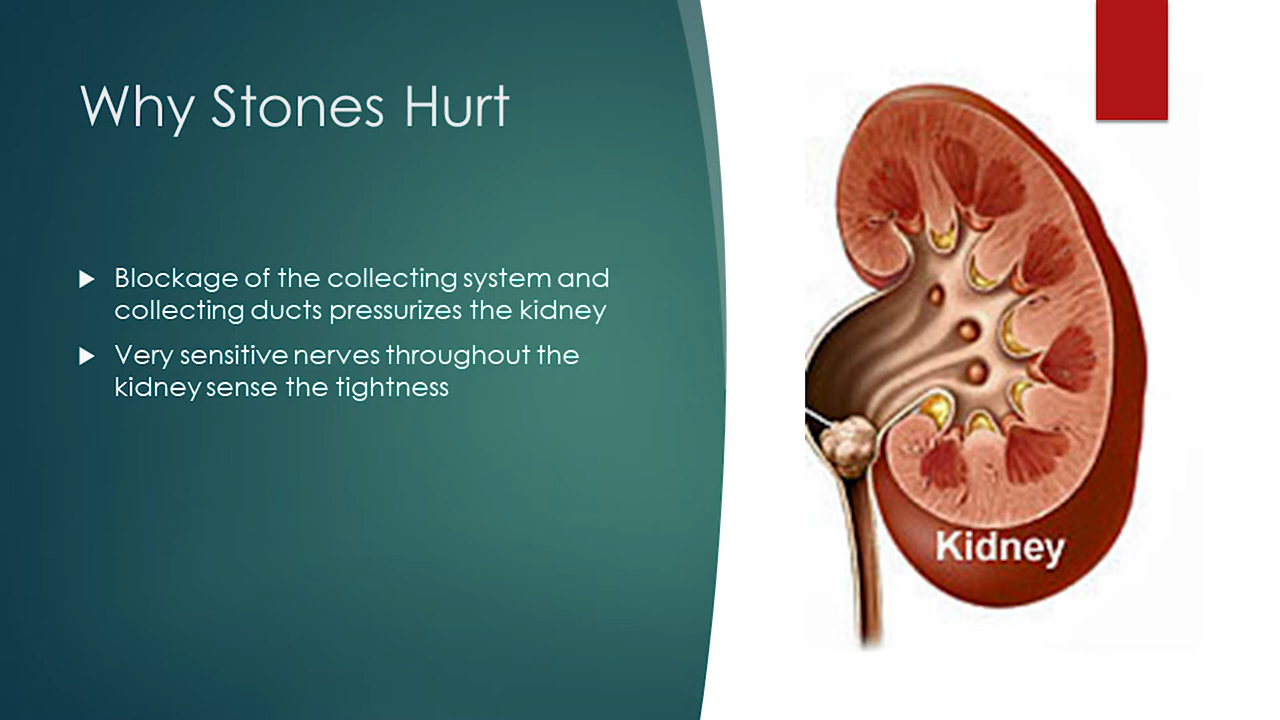 Why Stones Hurt
Blockage of the collecting system and
collecting ducts pressurizes the kidney
Very sensitive nerves throughout the
kidney sense the tightness
Kidney